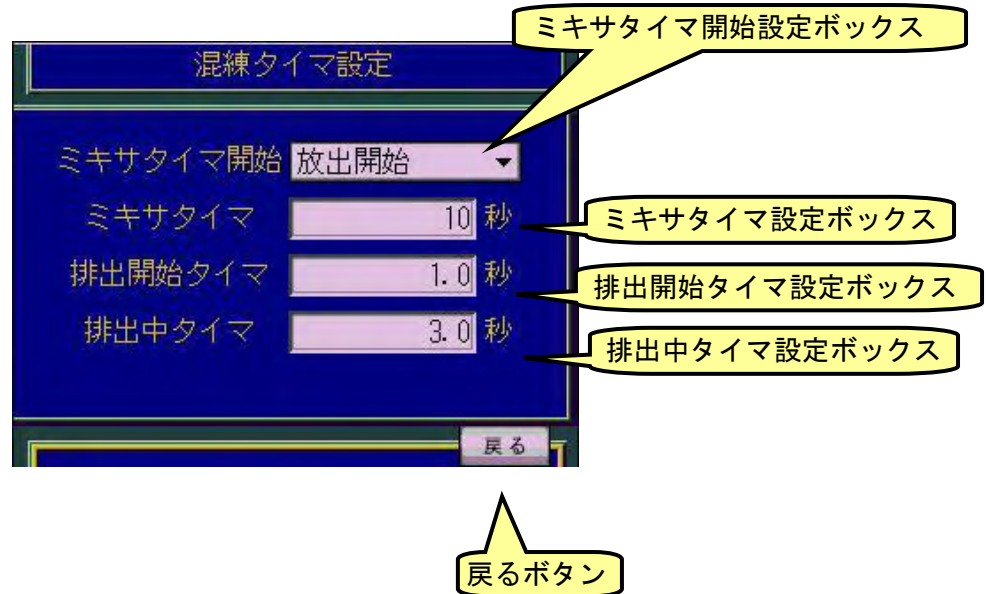 ミキサタイマ開始設定ボックス
混練タイマ設定
ミキサタイマ開始 放出開始
ミキサタイマ 10 秒
ミキサタイマ設定ボックス
排出開始タイマ 1.0 秒
排出開始タイマ設定ボックス
排出中タイマ 3.0 秒
排出中タイマ設定ボックス
戻る
戻るボタン